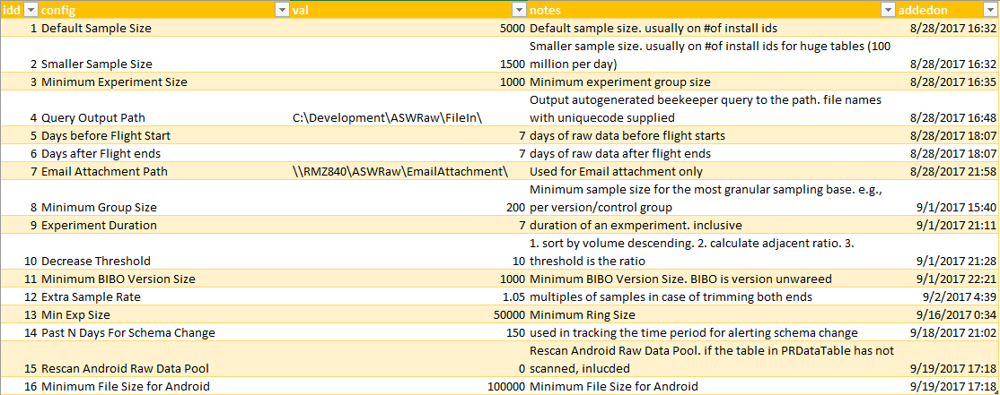 idd config val notes addedon
1 Default Sample Size 5000 Default sample size. usually on #of install ids 8/28/2017 16:32
Smaller sample size. usually on #of install ids for huge tables (100
2 Smaller Sample Size 1500 million per day) 8/28/2017 16:32
3 Minimum Experiment Size 1000 Minimum experiment group size 8/28/2017 16:35
Output autogenerated beekeeper query to the path. file names
4 Query Output Path C:\Development\ASWRaw\FileIn\ with uniquecode supplied 8/28/2017 16:48
5 Days before Flight Start 7 days of raw data before flight starts 8/28/2017 18:07
6 Days after Flight ends 7 days of raw data after flight ends 8/28/2017 18:07
7 Email Attachment Path \\RMZ840\ASWRaw\EmailAttachment\ Used for Email attachment only 8/28/2017 21:58
Minimum sample size for the most granular sampling base. e.g.,
8 Minimum Group Size 200 per version/control group 9/1/2017 15:40
9 Experiment Duration 7 duration of an exmperiment. inclusive 9/1/2017 21:11
1. sort by volume descending. 2. calculate adjacent ratio. 3.
10 Decrease Threshold 10 threshold is the ratio 9/1/2017 21:28
11 Minimum BIBO Version Size 1000 Minimum BIBO Version Size. BIBO is version unwareed 9/1/2017 22:21
12 Extra Sample Rate 1.05 multiples of samples in case of trimming both ends 9/2/2017 4:39
13 Min Exp Size 50000 Minimum Ring Size 9/16/2017 0:34
14 Past N Days For Schema Change 150 used in tracking the time period for alerting schema change 9/18/2017 21:02
Rescan Android Raw Data Pool. if the table in PRDataTable has not
15 Rescan Android Raw Data Pool 0 scanned, inlucded 9/19/2017 17:18
16 Minimum File Size for Android 100000 Minimum File Size for Android 9/19/2017 17:18